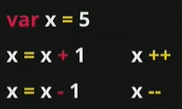 var x = 5
x = x + 1 x ++
x = x - 1 x --